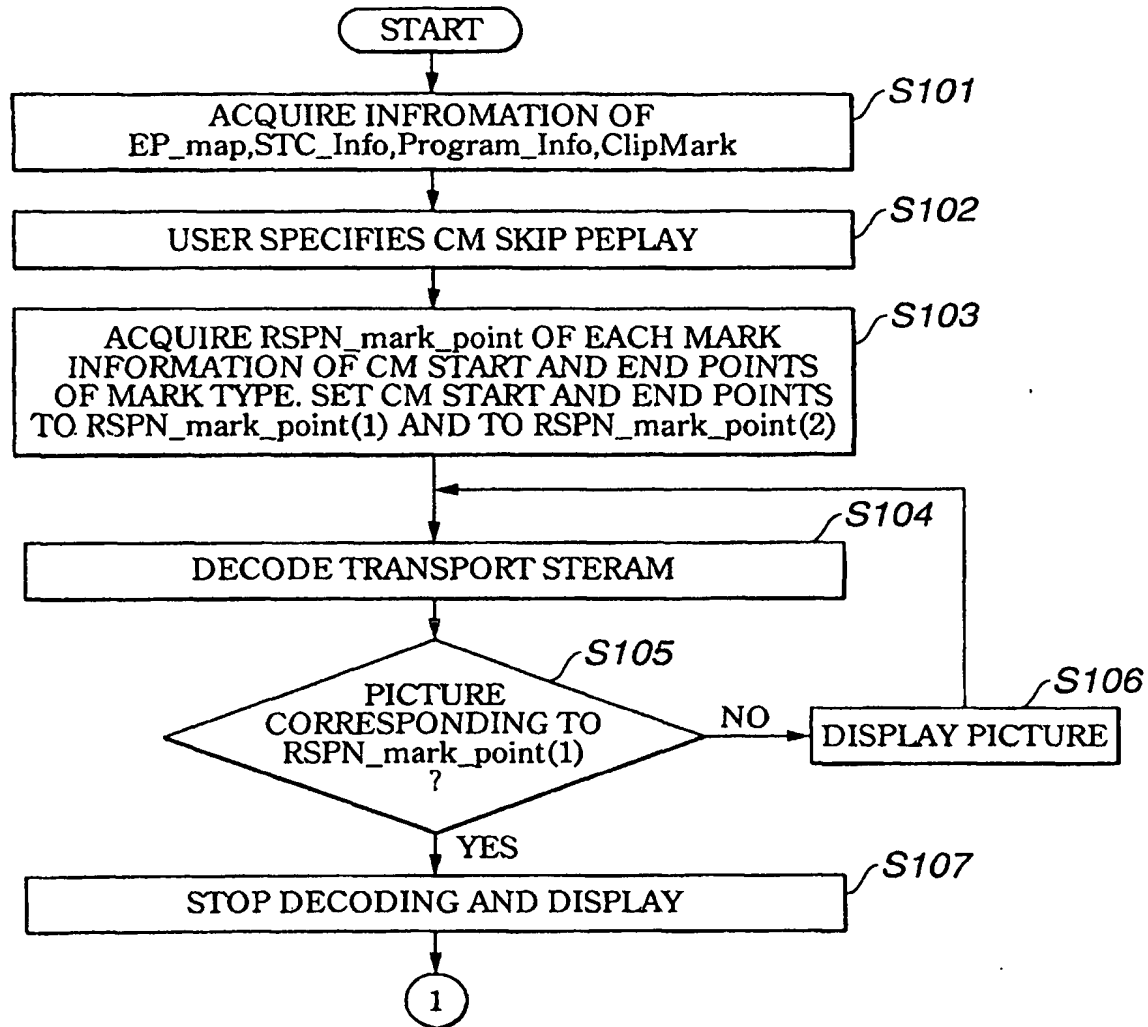 START
S101
ACQUIRE INFROMATION OF
EP_map,STC_Info,Program_Info,ClipMark
S102
USER SPECIFIES CM SKIP PEPLAY
S103
ACQUIRE RSPN_mark_point OF EACH MARK
INFORMATION OF CM START AND END POINTS
OF MARK TYPE. SET CM START AND END POINTS
TO RSPN_mark_point(1) AND TO RSPN_mark_point(2)
S104
DECODE TRANSPORT STERAM
S105
PICTURE
CORRESPONDING TO
RSPN_mark_point(1)
?
NO
S106
DISPLAY PICTURE
YES
S107
STOP DECODING AND DISPLAY
1